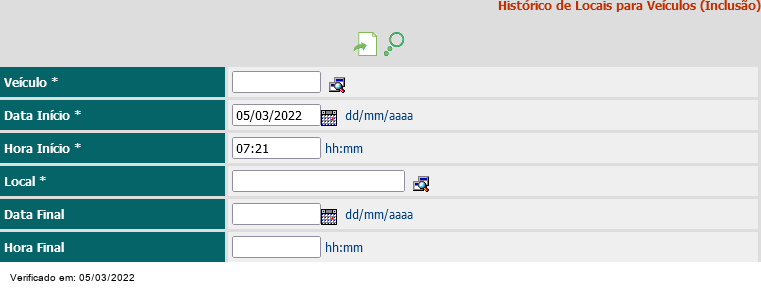 Histórico de Locais para Veículos (Inclusão)
Veículo *
Data Início * 05/03/2022 dd/mm/aaaa
Hora Início * 07:21 hh:mm
Local *
Data Final dd/mm/aaaa
Hora Final hh:mm
Verificado em: 05/03/2022